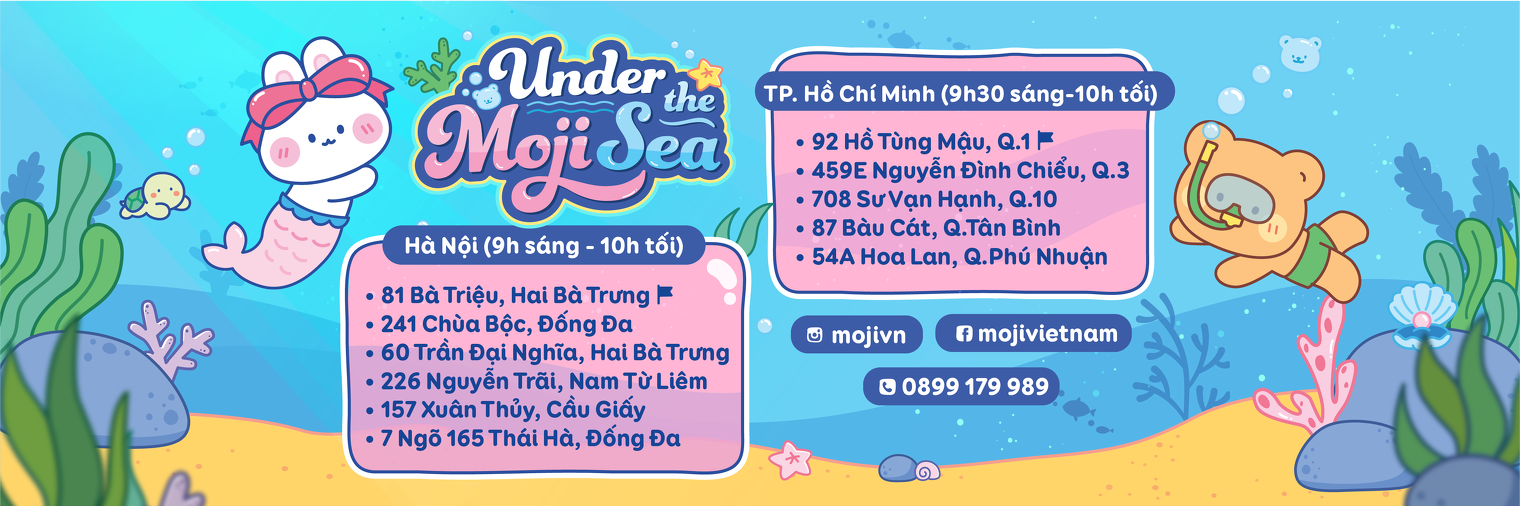 Under
the
Moji Sea
Hà Nội (9h sáng - 10h tối)
• 81 Bà Triệu, Hai Bà Trưng
• 241 Chùa Bộc, Đống Đa
• 60 Trần Đại Nghĩa, Hai Bà Trưng
• 226 Nguyễn Trãi, Nam Từ Liêm
• 157 Xuân Thủy, Cầu Giấy
• 7 Ngõ 165 Thái Hà, Đống Đa
TP. Hồ Chí Minh (9h30 sáng-10h tối)
• 92 Hồ Tùng Mậu, Q.1
• 459E Nguyễn Đình Chiểu, Q.3
• 708 Sư Vạn Hạnh, Q.10
• 87 Bàu Cát, Q.Tân Bình
• 54A Hoa Lan, Q.Phú Nhuận
mojivn
mojivietnam
0899 179 989